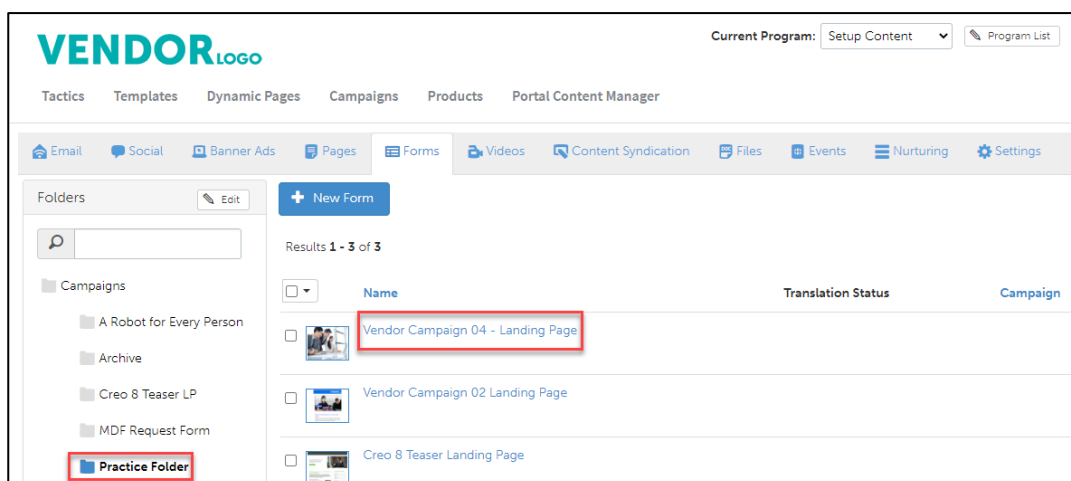 VENDOR LOGO
Current Program: Setup Content Program List
Tactics Templates Dynamic Pages Campaigns Products Portal Content Manager
Email Social Banner Ads Pages Forms Videos Content Syndication Files Events Nurturing Settings
Folders Edit
New Form
Results 1 - 3 of 3
Campaigns
A Robot for Every Person
Archive
Creo 8 Teaser LP
MDF Request Form
Practice Folder
Name Translation Status Campaign
Vendor Campaign 04 - Landing Page
Vendor Campaign 02 Landing Page
Creo 8 Teaser Landing Page